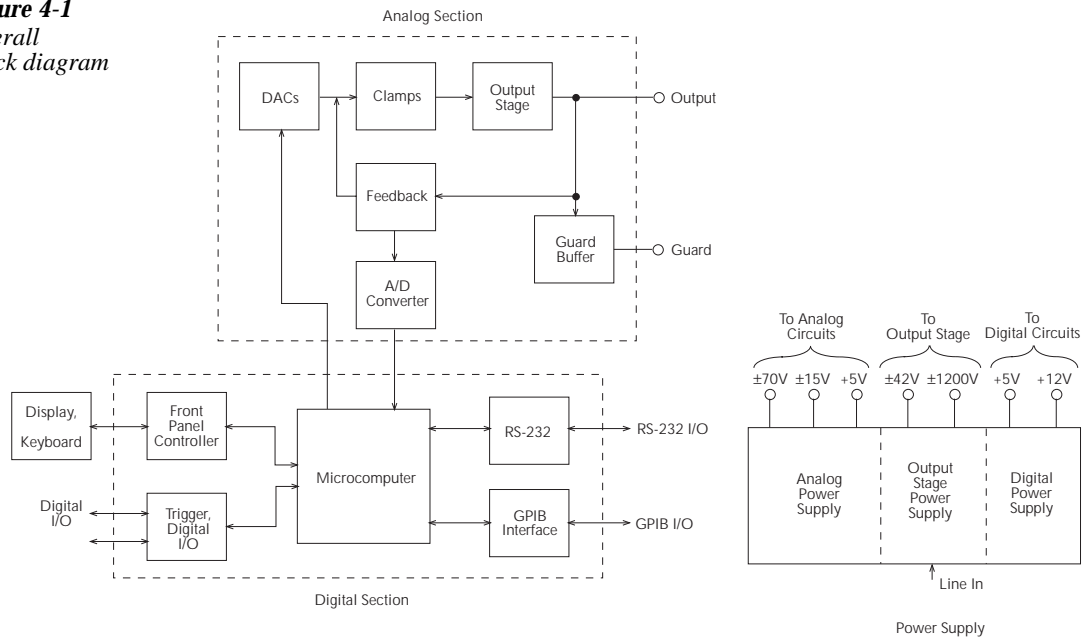 ure 4-1
erall
ck diagram
Analog Section
DACs
Clamps
Output
Stage
Output
Feedback
Guard
Buffer
Guard
A/D
Converter
Display,
Keyboard
Front
Panel
Controller
Microcomputer
RS-232
RS-232 I/O
Digital
I/O
Trigger,
Digital
I/O
GPIB
Interface
GPIB I/O
Digital Section
To Analog
Circuits
To
Output Stage
To
Digital Circuits
±70V ±15V +5V ±42V ±1200V +5V +12V
Analog
Power
Supply
Output
Stage
Power
Supply
Digital
Power
Supply
Line In
Power Supply